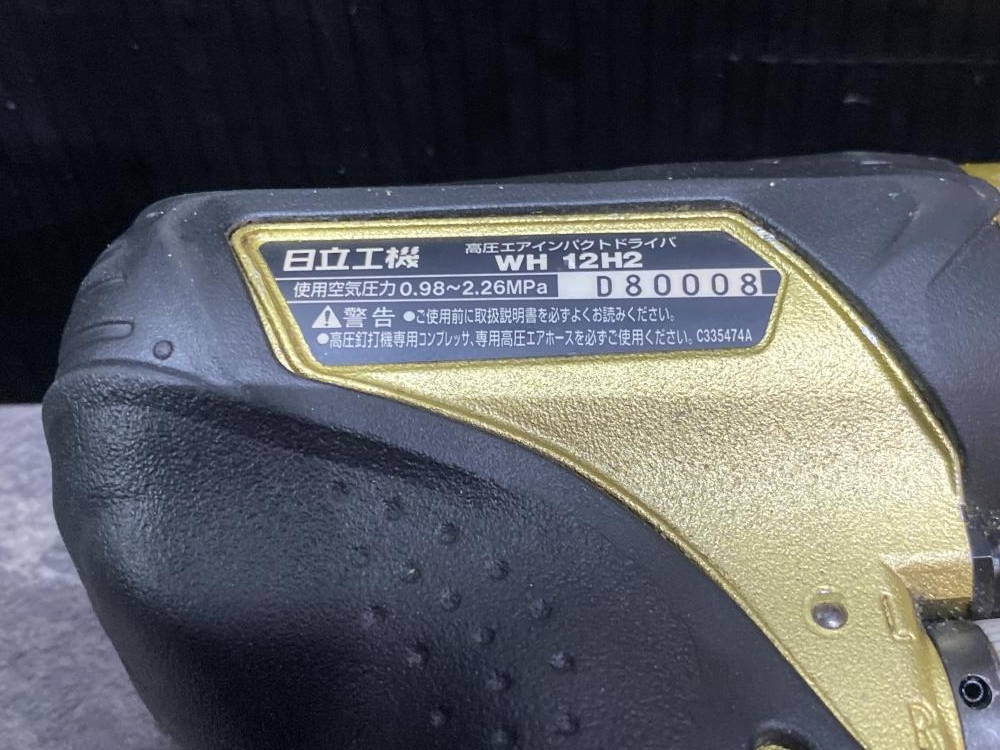 日立工機
高圧エアインパクトドライバ
WH 12H2
使用空気圧力0.98～2.26MPa D80008
警告 ●ご使用前に取扱説明書を必ずよくお読みください。
●高圧釘打機専用コンプレッサ、専用高圧エアホースを必ずご使用ください。C335474A
L
R